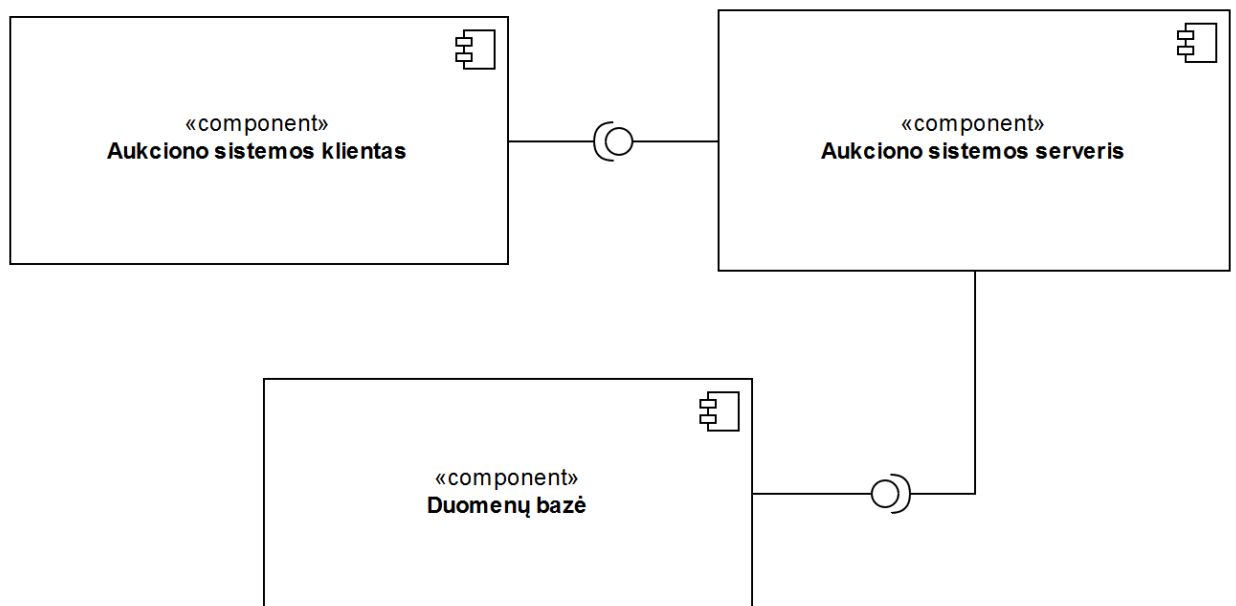 «component»
Aukciono sistemos klientas
«component»
Aukciono sistemos serveris
«component»
Duomenų bazė